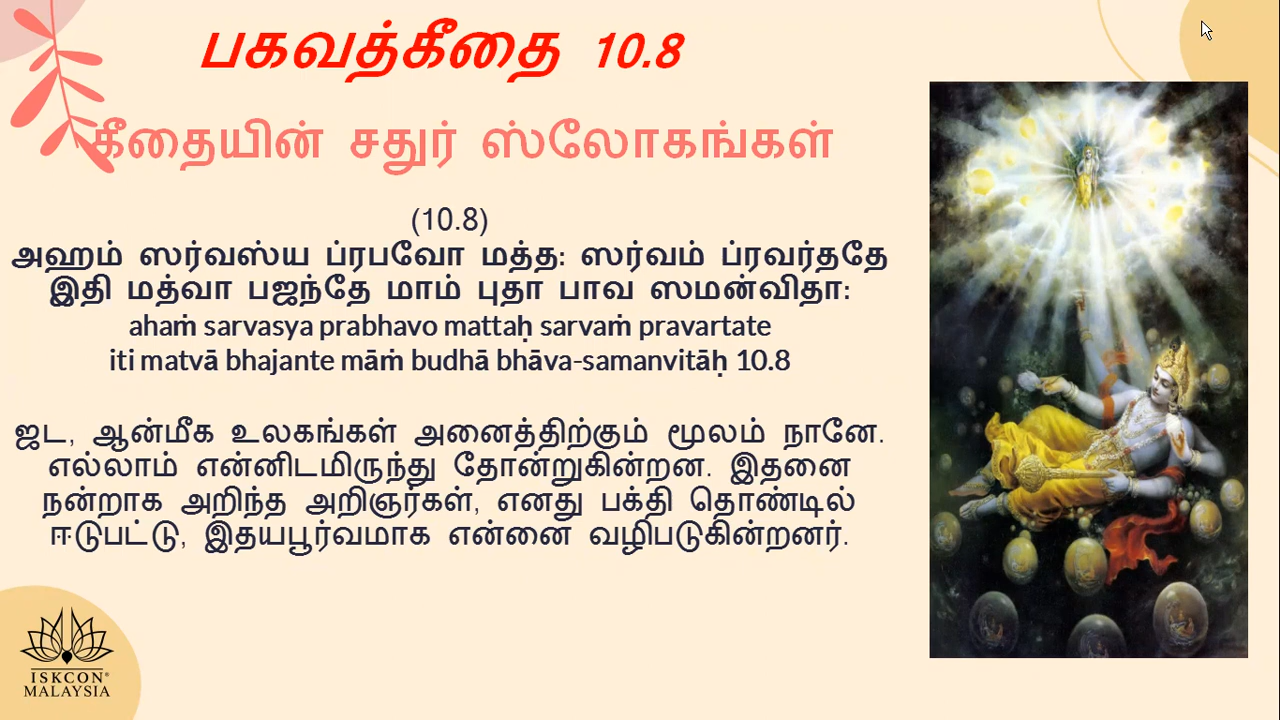 பகவத்கீதை 10.8
கீதையின் சதுர் ஸ்லோகங்கள்
(10.8)
அஹம் ஸர்வஸ்ய ப்ரபவோ மத்த: ஸர்வம் ப்ரவர்ததே
இதி மத்வா பஜந்தே மாம் புதா பாவ ஸமன்விதா:
ahaṁ sarvasya prabhavo mattaḥ sarvaṁ pravartate
iti matvā bhajante māṁ budhā bhāva-samanvitāḥ 10.8
ஜட, ஆன்மீக உலகங்கள் அனைத்திற்கும் மூலம் நானே.
எல்லாம் என்னிடமிருந்து தோன்றுகின்றன. இதனை
நன்றாக அறிந்த அறிஞர்கள், எனது பக்தி தொண்டில்
ஈடுபட்டு, இதயபூர்வமாக என்னை வழிபடுகின்றனர்.
ISKCON
MALAYSIA